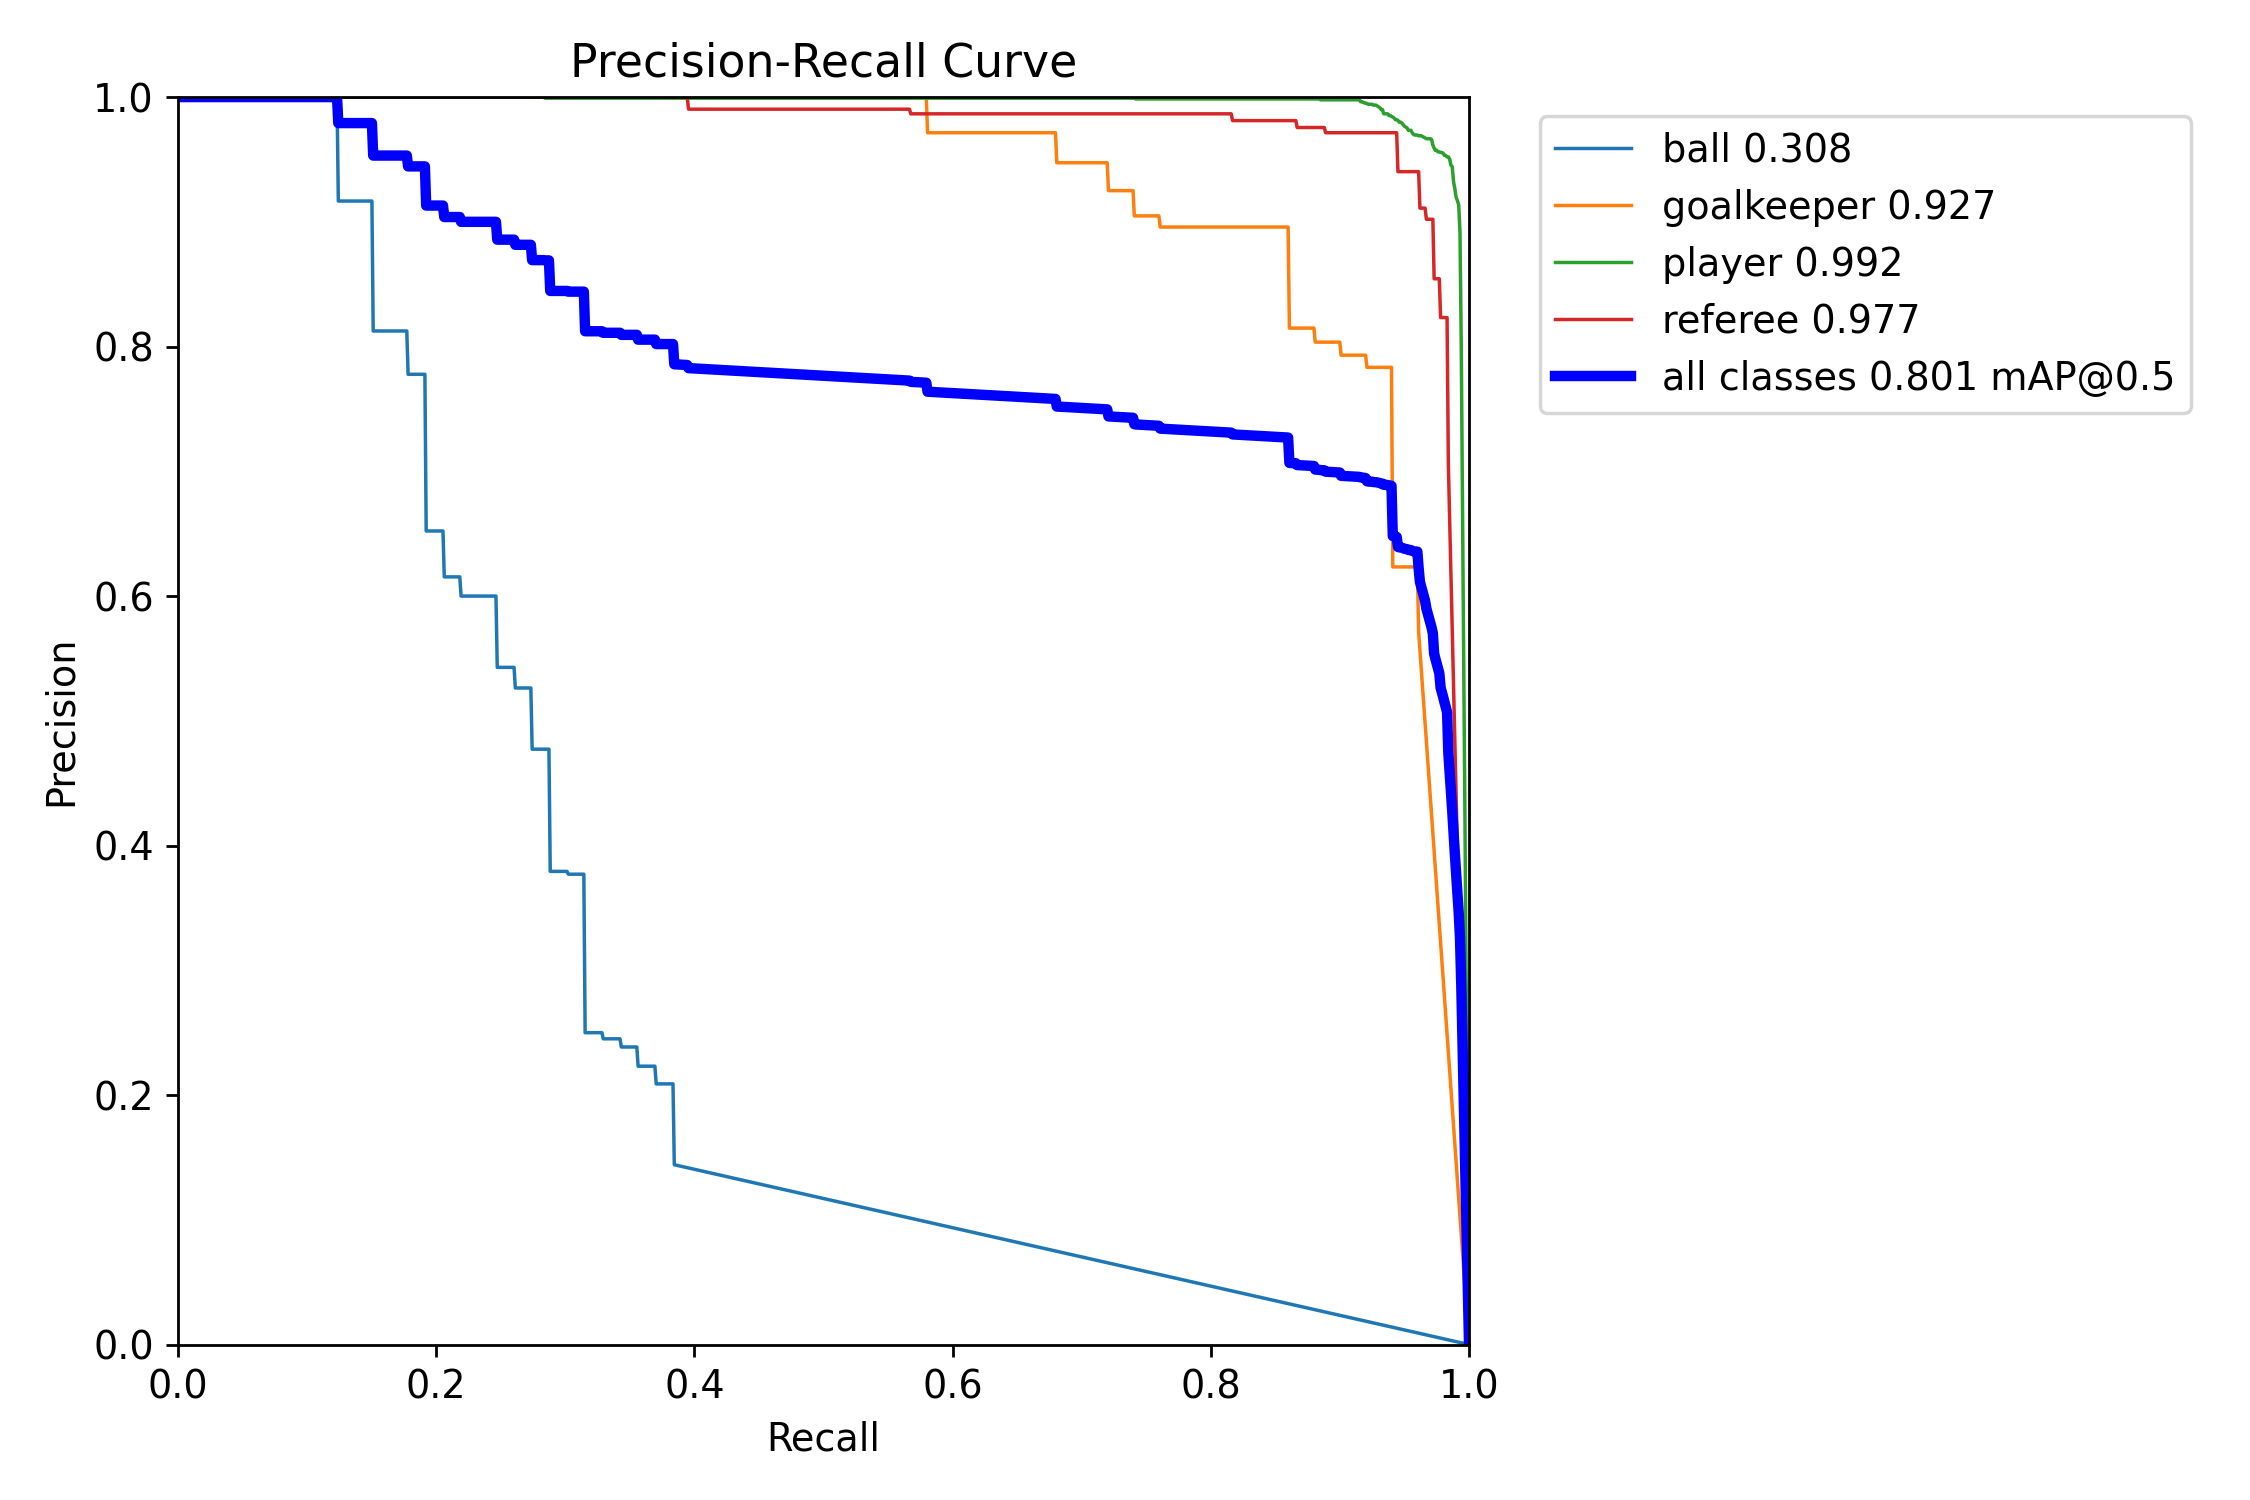 Precision-Recall Curve
1.0
0.8
0.6
0.4
0.2
0.0
Precision
0.0 0.2 0.4 0.6 0.8 1.0
Recall
ball 0.308
goalkeeper 0.927
player 0.992
referee 0.977
all classes 0.801 mAP@0.5